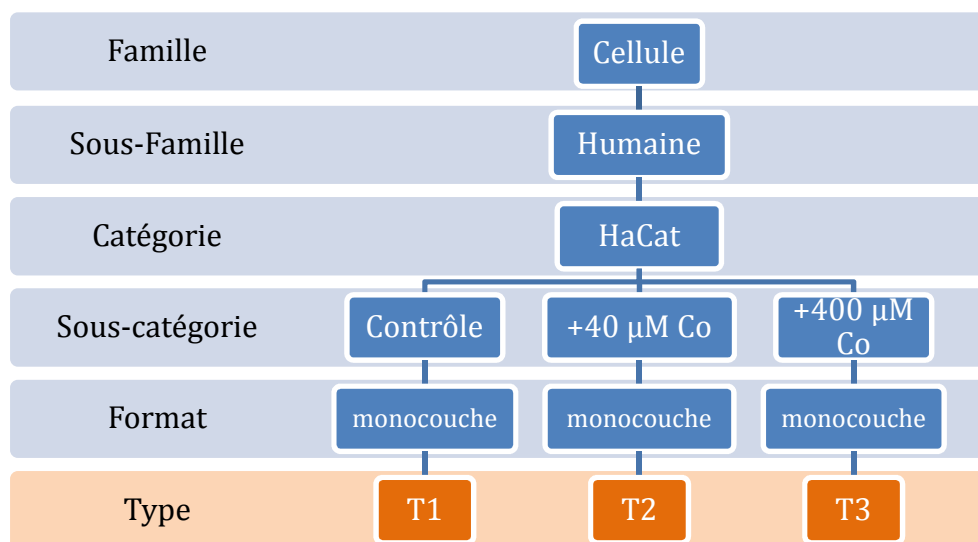 Famille
Cellule
Sous-Famille
Humaine
Catégorie
HaCat
Sous-catégorie
Contrôle
+40 µM Co
+400 µM
Co
Format
monocouche
monocouche
monocouche
Type
T1
T2
T3